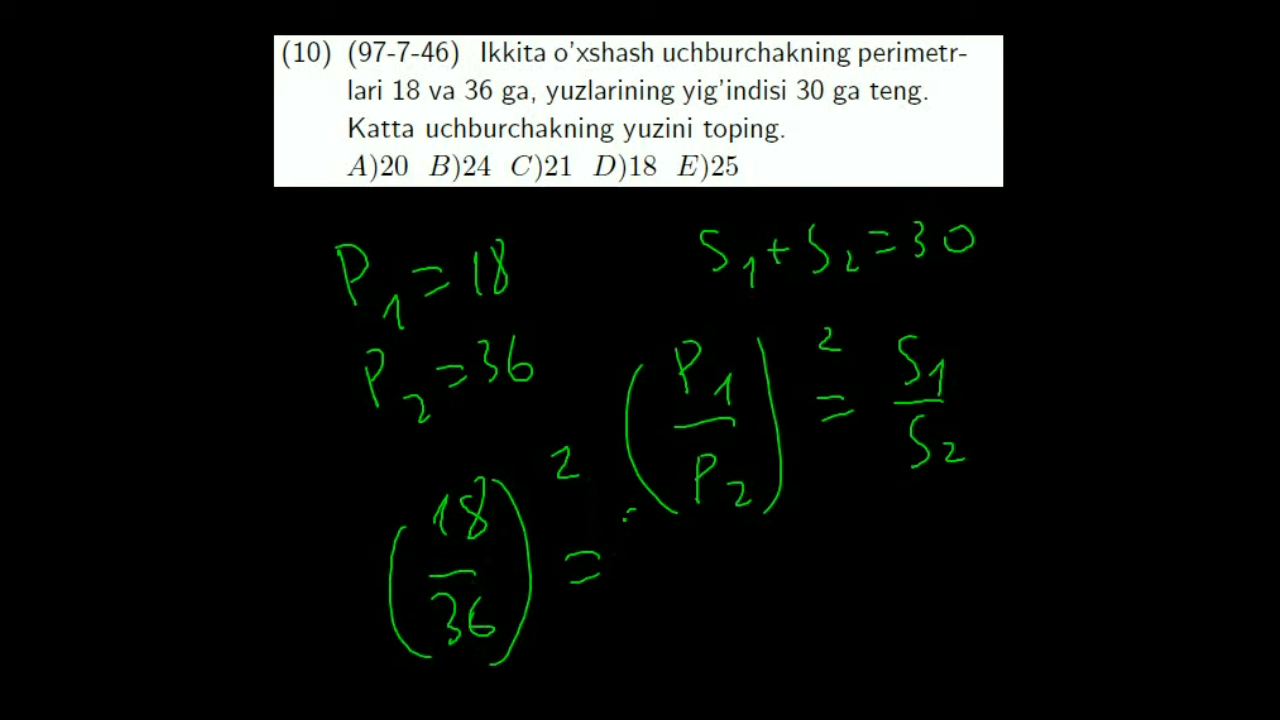 (10) (97-7-46) Ikkita o'xshash uchburchakning perimetr-
lari 18 va 36 ga, yuzlarining yig'indisi 30 ga teng.
Katta uchburchakning yuzini toping.
A)20 B)24 C)21 D)18 E)25
P₁ = 18
S₁ + S₂ = 30
P₂ = 36
(P₁/P₂)² = S₁/S₂
(18/36)² =